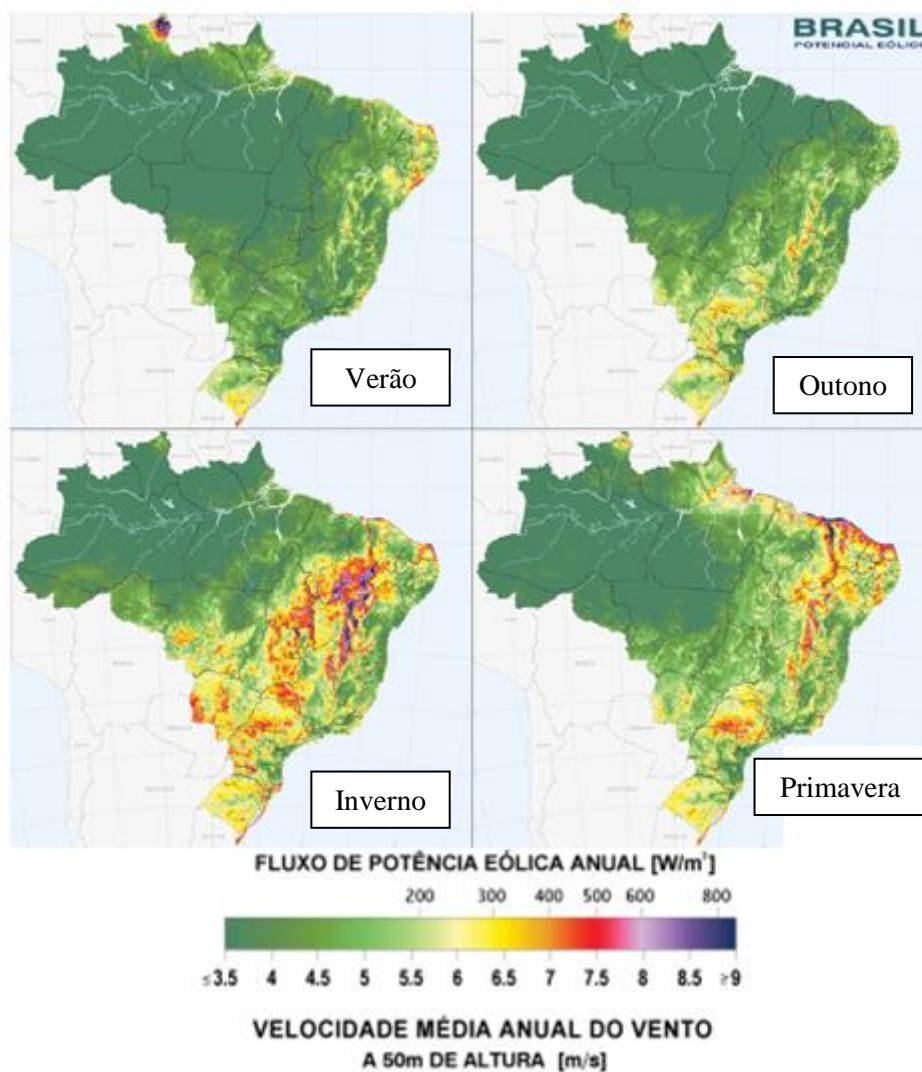 BRASIL
POTENCIAL EÓLICO
Verão
Outono
Inverno
Primavera
FLUXO DE POTÊNCIA EÓLICA ANUAL [W/m²]
200 300 400 500 600 800
≤3.5 4 4.5 5 5.5 6 6.5 7 7.5 8 8.5 ≥9
VELOCIDADE MÉDIA ANUAL DO VENTO
A 50m DE ALTURA [m/s]